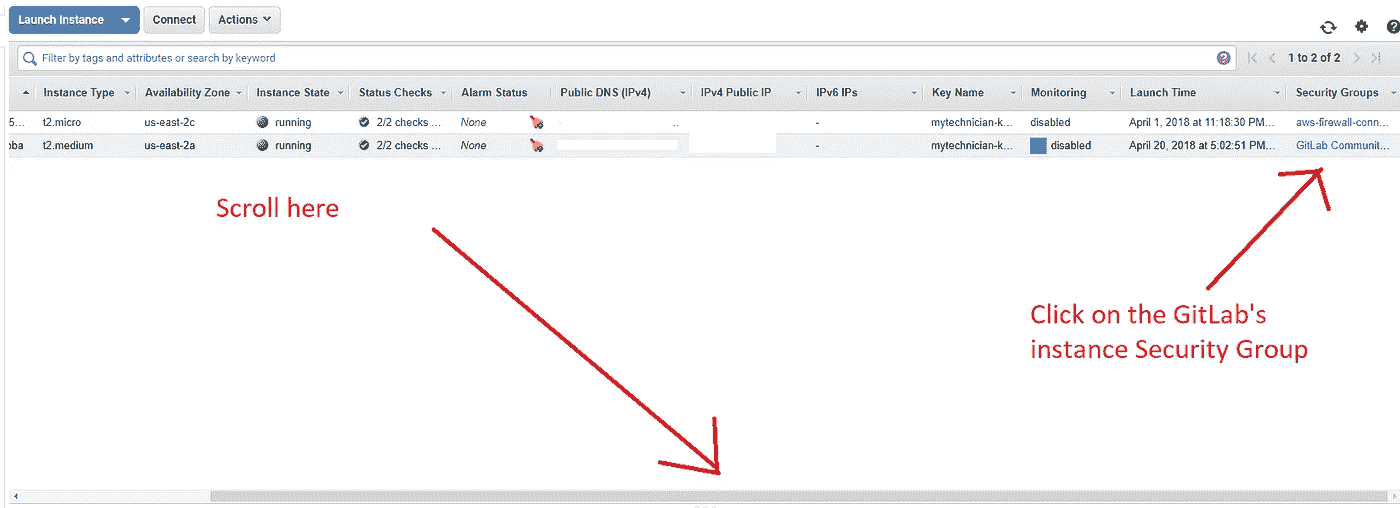 Launch Instance Connect Actions
Filter by tags and attributes or search by keyword 1 to 2 of 2
Instance Type Availability Zone Instance State Status Checks Alarm Status Public DNS (IPv4) IPv4 Public IP IPv6 IPs Key Name Monitoring Launch Time Security Groups
5... t2.micro us-east-2c running 2/2 checks ... None - mytechnician-k... disabled April 1, 2018 at 11:18:30 PM... aws-firewall-conn...
bba t2.medium us-east-2a running 2/2 checks ... None - mytechnician-k... disabled April 20, 2018 at 5:02:51 PM... GitLab Communit...
Scroll here
Click on the GitLab's
instance Security Group